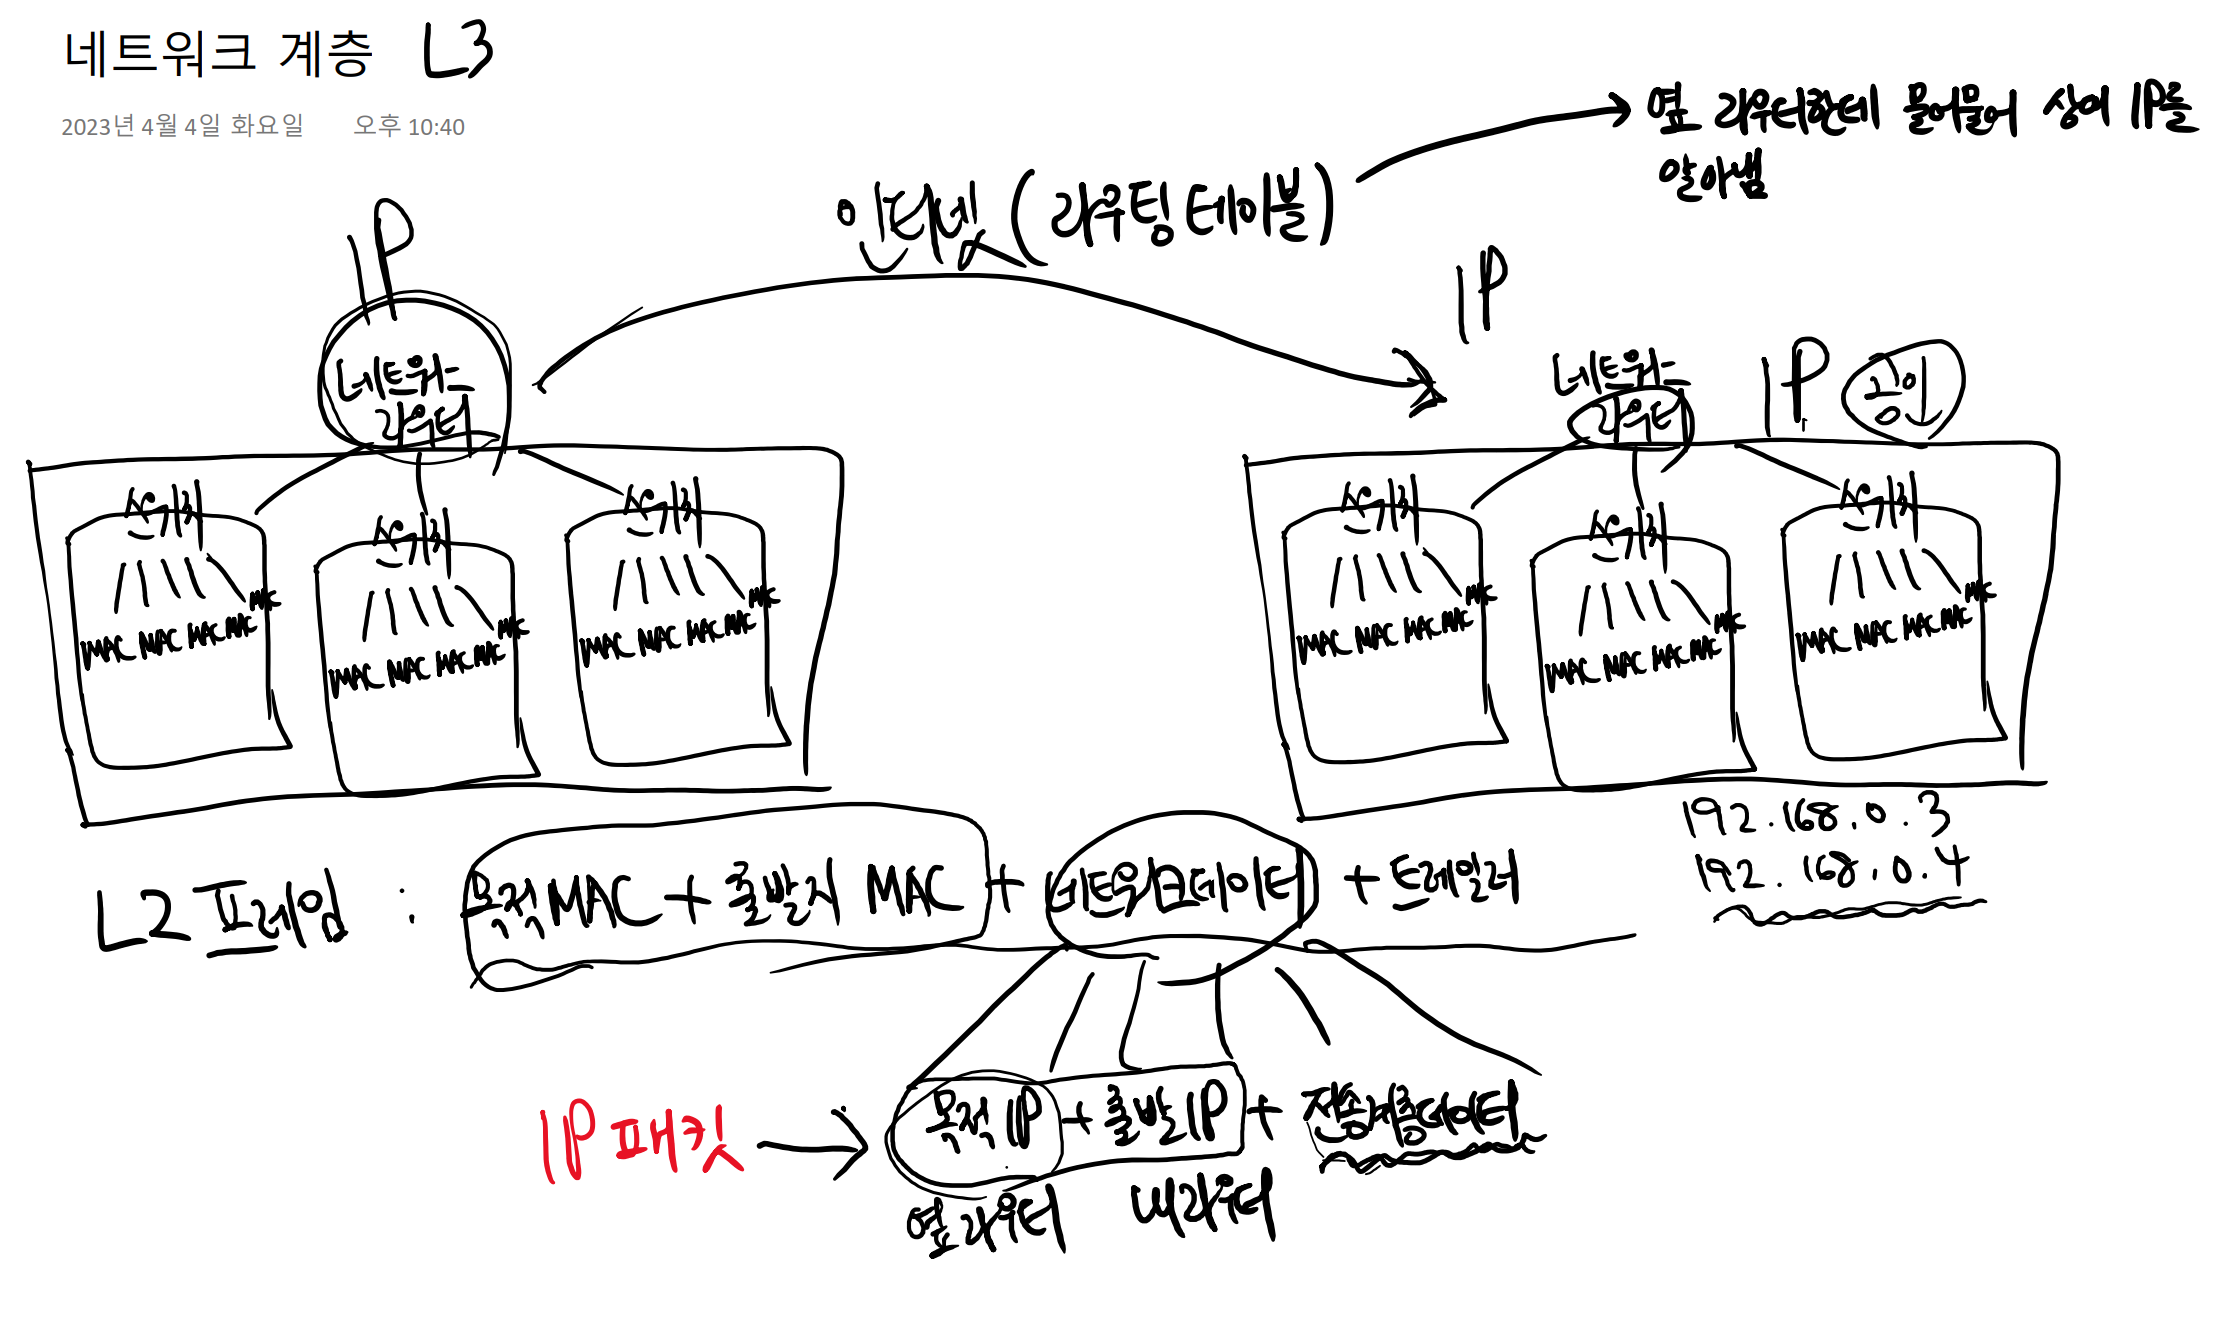 네트워크 계층 L3
2023년 4월 4일 화요일 오후 10:40
옆 라우터한테 물어물어 상대 IP를
알아냄
인터넷 (라우팅 테이블)
IP
IP
네트워크
라우터
네트워크
라우터
IP 공인
스위치
스위치
스위치
MAC MAC MAC MAC MAC
MAC MAC MAC MAC MAC
MAC MAC MAC MAC MAC
스위치
스위치
스위치
MAC MAC MAC MAC MAC
MAC MAC MAC MAC MAC
MAC MAC MAC MAC MAC
192.168.0.3
192.168.0.4
L2 프레임 : 목적 MAC + 출발지 MAC + 네트워크데이터 + 트레일러
IP 패킷
목적 IP + 출발 IP + 전송계층데이터
옆라우터 내라우터